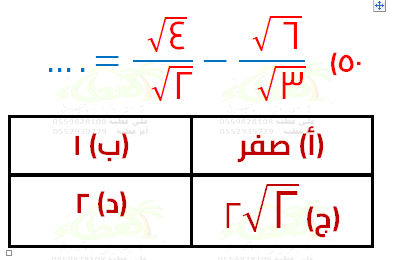 ٥٠) √٦/√٣ − √٤/√٢ = ....
(أ) صفر
(ب) ١
(ج) ٢√٢
(د) ٢